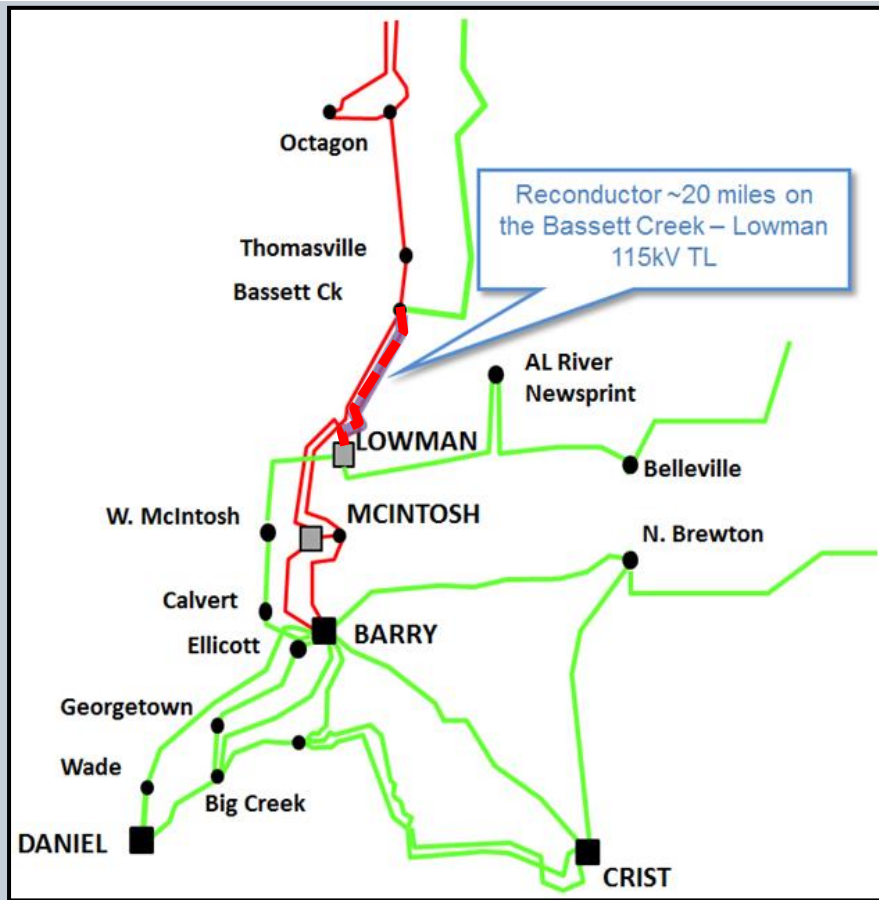 Octagon
Reconductor ~20 miles on
the Bassett Creek – Lowman
115kV TL
Thomasville
Bassett Ck
AL River
Newsprint
LOWMAN
Belleville
W. McIntosh
MCINTOSH
N. Brewton
Calvert
BARRY
Ellicott
Georgetown
Wade
Big Creek
DANIEL
CRIST